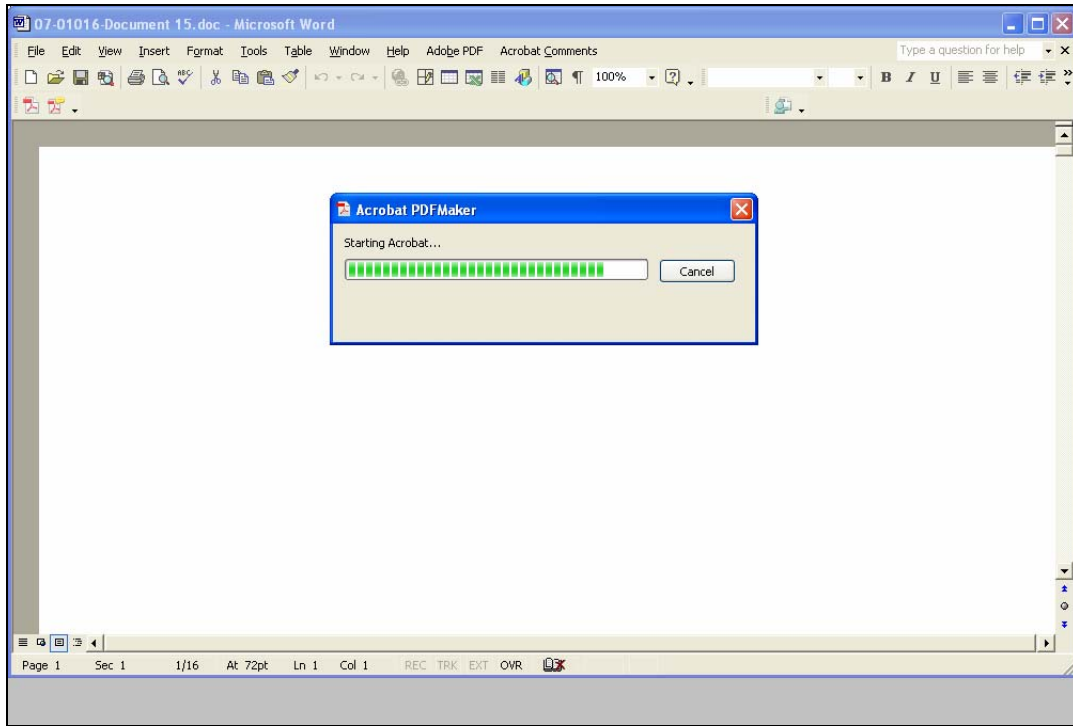 07-01016-Document 15.doc - Microsoft Word
File Edit View Insert Format Tools Table Window Help Adobe PDF Acrobat Comments Type a question for help
100% B I U
Acrobat PDFMaker
Starting Acrobat...
Cancel
Page 1 Sec 1 1/16 At 72pt Ln 1 Col 1 REC TRK EXT OVR